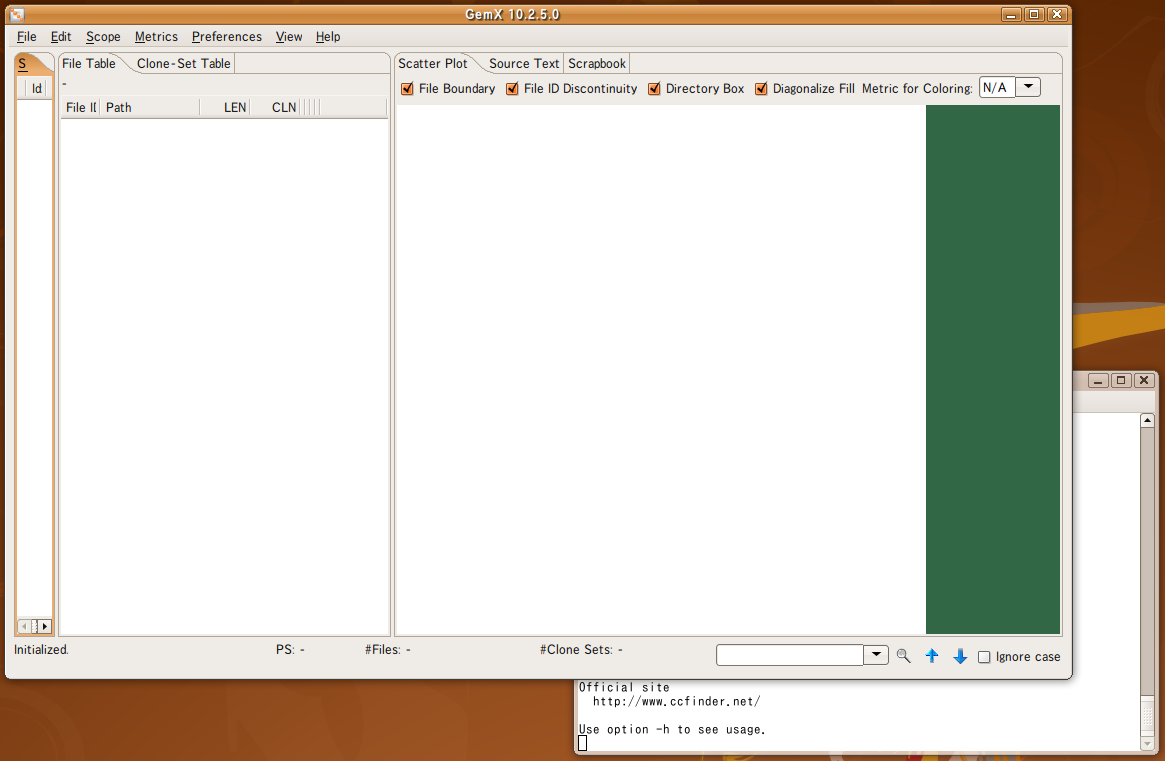 GemX 10.2.5.0
File Edit Scope Metrics Preferences View Help
S
Id
File Table Clone-Set Table
-
File I Path LEN CLN
Scatter Plot Source Text Scrapbook
File Boundary File ID Discontinuity Directory Box Diagonalize Fill Metric for Coloring: N/A
Initialized. PS: - #Files: - #Clone Sets: - Ignore case
Official site
http://www.ccfinder.net/
Use option -h to see usage.